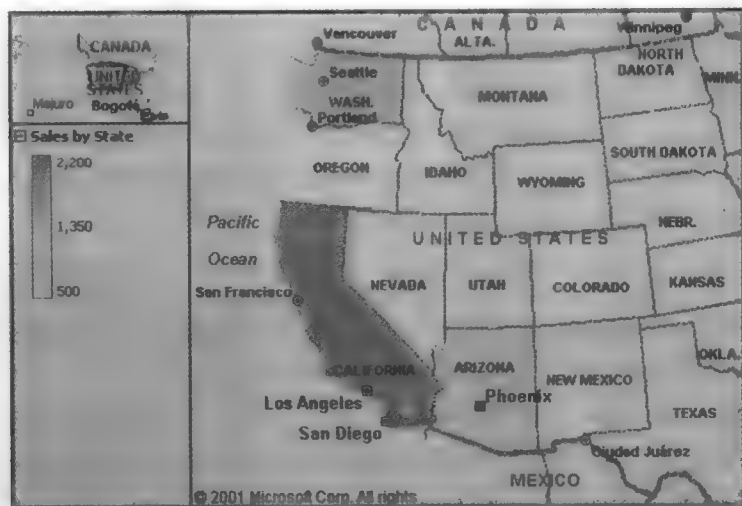 CANADA
UNITED
STATES
Majuro
Bogotá
Sales by State
2,200
1,350
500
CANADA
Vancouver
ALTA.
Winnipeg
Seattle
NORTH
DAKOTA
WASH.
MONTANA
Portland
SOUTH DAKOTA
OREGON
IDAHO
WYOMING
Pacific
Ocean
NEBR.
UNITED STATES
San Francisco
NEVADA
UTAH
COLORADO
KANSAS
CALIFORNIA
ARIZONA
NEW MEXICO
OKLA.
Los Angeles
Phoenix
TEXAS
San Diego
Ciudad Juárez
MEXICO
© 2001 Microsoft Corp. All rights